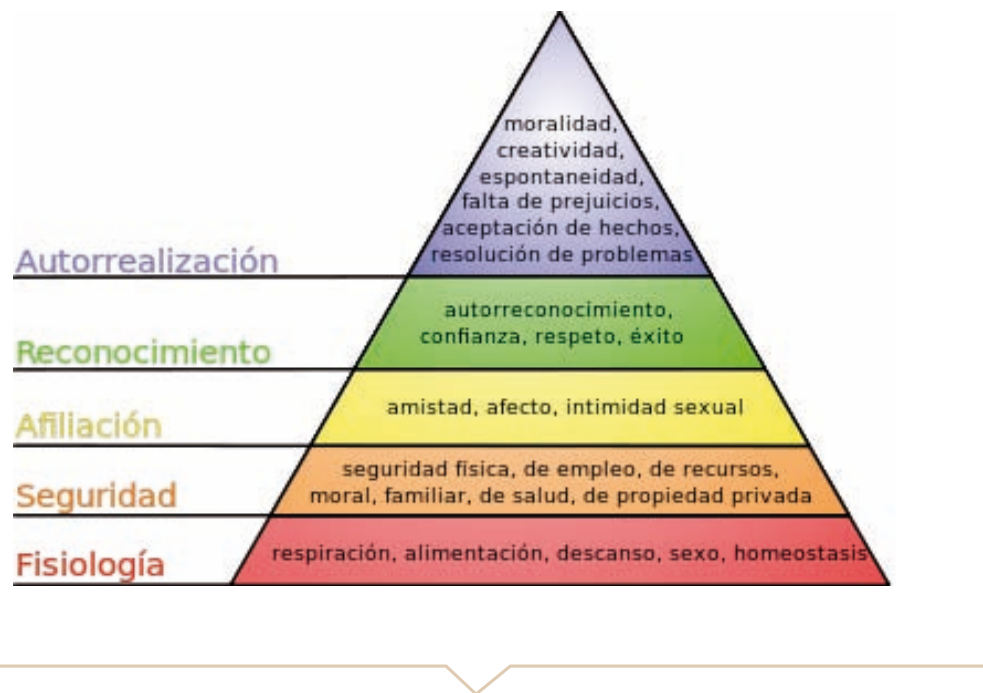 moralidad,
creatividad,
espontaneidad,
falta de prejuicios,
aceptación de hechos,
resolución de problemas
Autorrealización
autorreconocimiento,
confianza, respeto, éxito
Reconocimiento
amistad, afecto, intimidad sexual
Afiliación
seguridad física, de empleo, de recursos,
moral, familiar, de salud, de propiedad privada
Seguridad
respiración, alimentación, descanso, sexo, homeostasis
Fisiología